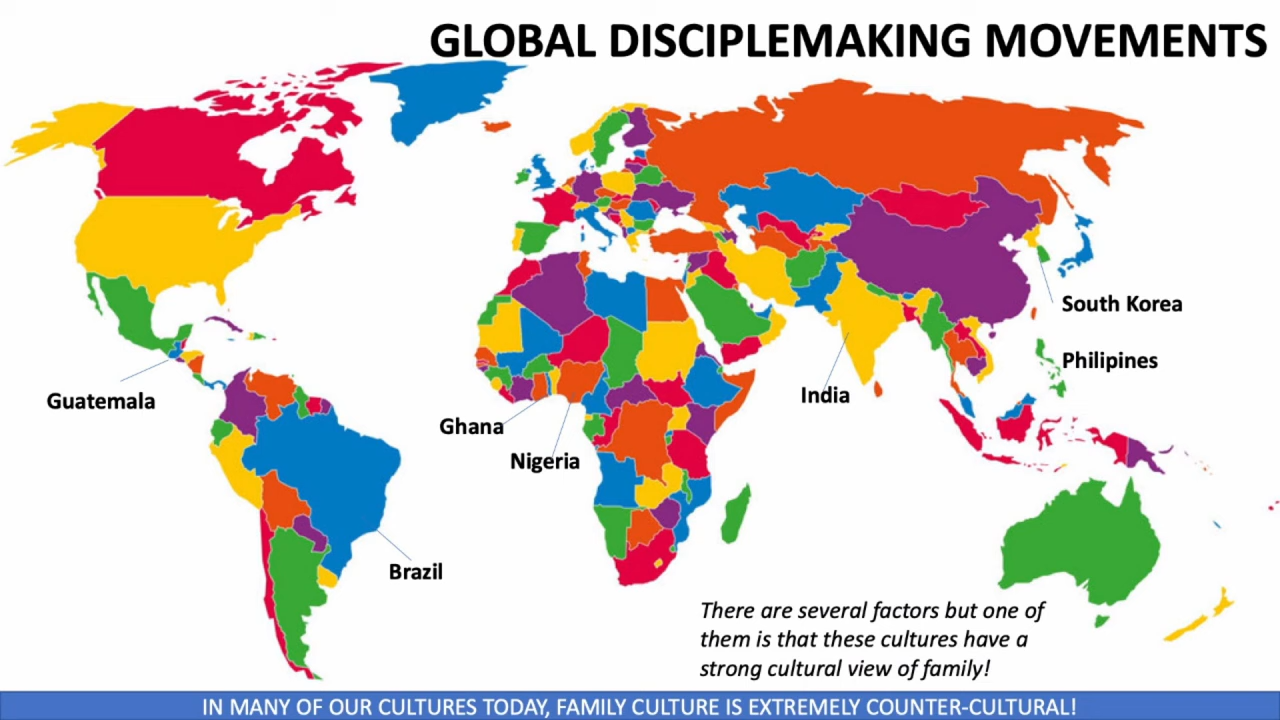 GLOBAL DISCIPLEMAKING MOVEMENTS
South Korea
Philipines
India
Guatemala
Ghana
Nigeria
Brazil
There are several factors but one of
them is that these cultures have a
strong cultural view of family!
IN MANY OF OUR CULTURES TODAY, FAMILY CULTURE IS EXTREMELY COUNTER-CULTURAL!